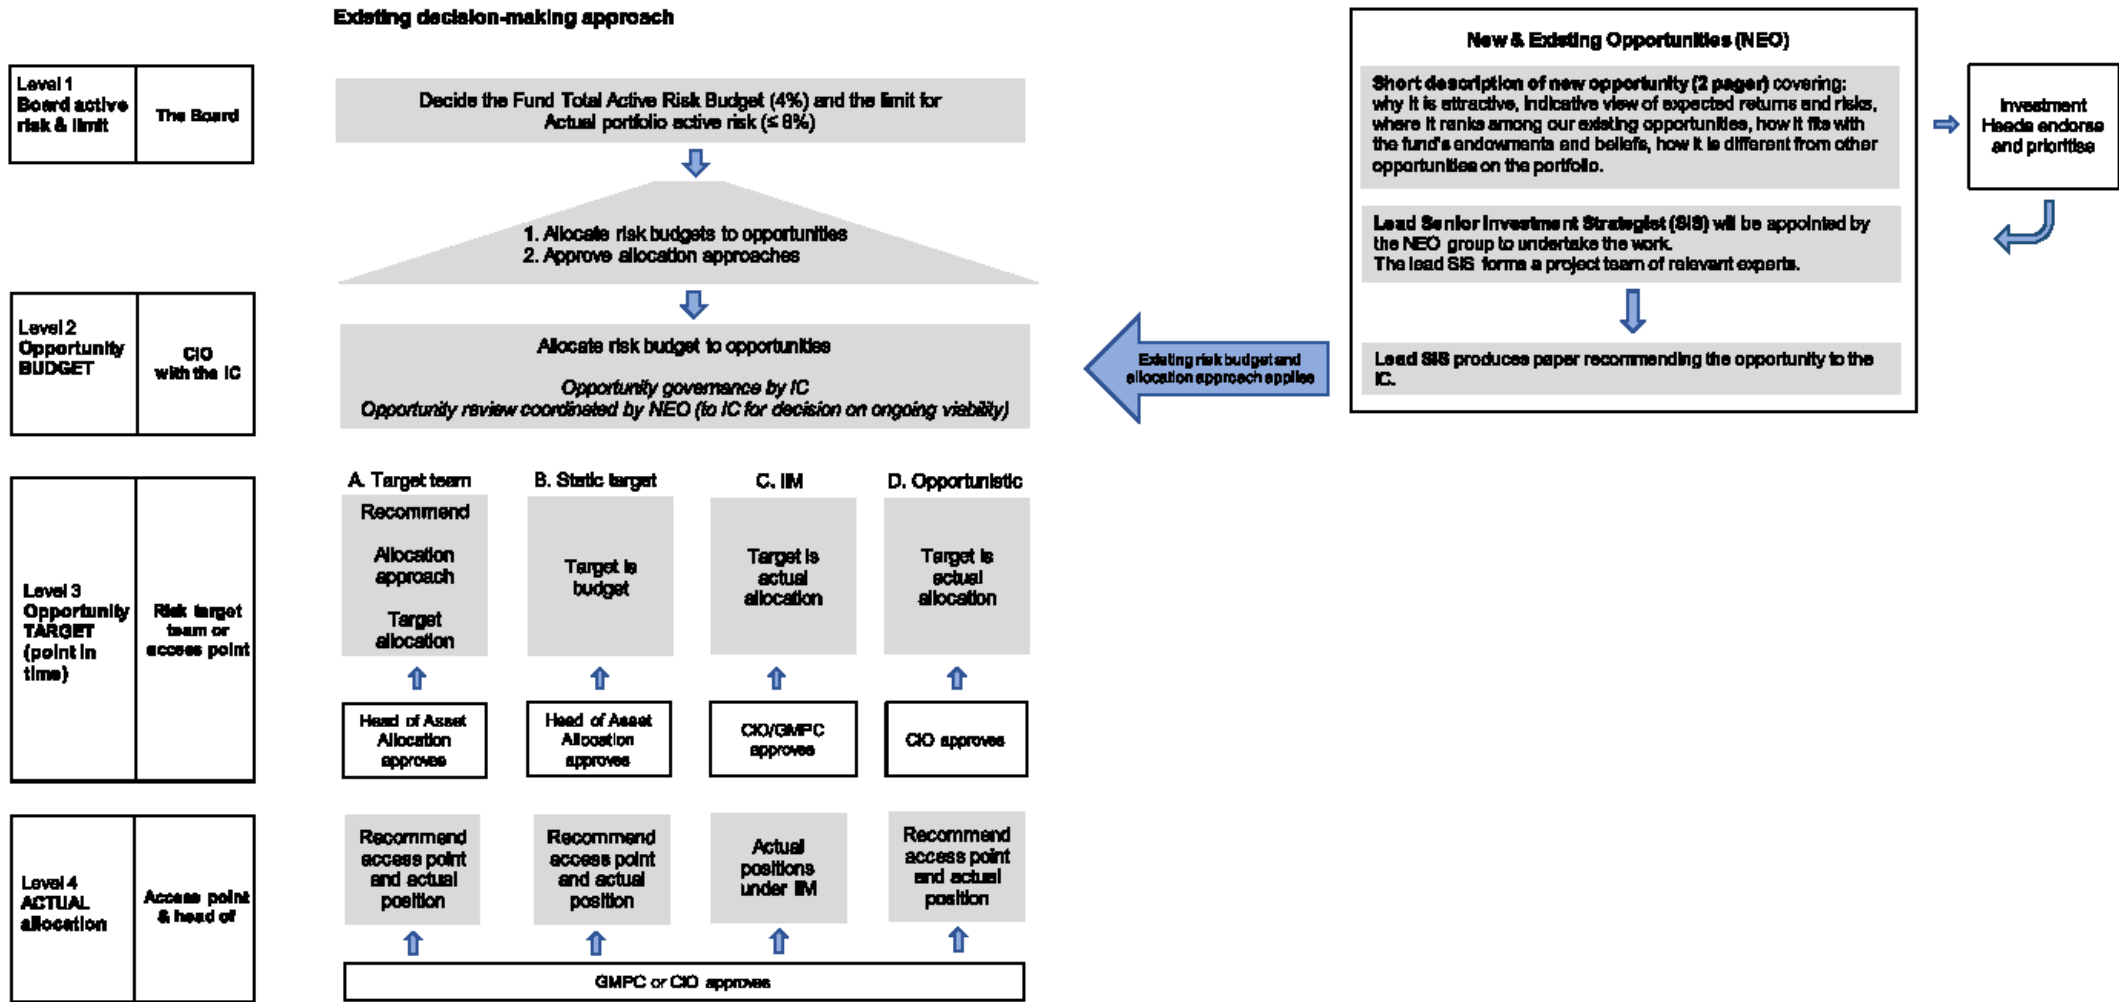 Existing decision-making approach
Level 1
Board active
risk & limit
The Board
Decide the Fund Total Active Risk Budget (4%) and the limit for
Actual portfolio active risk (≤ 8%)
1. Allocate risk budgets to opportunities
2. Approve allocation approaches
Level 2
Opportunity
BUDGET
CIO
with the IC
Allocate risk budget to opportunities
Opportunity governance by IC
Opportunity review coordinated by NEO (to IC for decision on ongoing viability)
Existing risk budget and
allocation approach applies
New & Existing Opportunities (NEO)
Short description of new opportunity (2 pager) covering:
why it is attractive, indicative view of expected returns and risks,
where it ranks among our existing opportunities, how it fits with
the fund's endowments and beliefs, how it is different from other
opportunities on the portfolio.
Lead Senior Investment Strategist (SIS) will be appointed by
the NEO group to undertake the work.
The lead SIS forms a project team of relevant experts.
Lead SIS produces paper recommending the opportunity to the
IC.
Investment
Heads endorse
and prioritise
Level 3
Opportunity
TARGET
(point in
time)
Risk target
team or
access point
A. Target team
Recommend
Allocation
approach
Target
allocation
Head of Asset
Allocation
approves
B. Static target
Target is
budget
Head of Asset
Allocation
approves
C. IIM
Target is
actual
allocation
CIO/GMPC
approves
D. Opportunistic
Target is
actual
allocation
CIO approves
Level 4
ACTUAL
allocation
Access point
& head of
Recommend
access point
and actual
position
Recommend
access point
and actual
position
Actual
positions
under IIM
Recommend
access point
and actual
position
GMPC or CIO approves